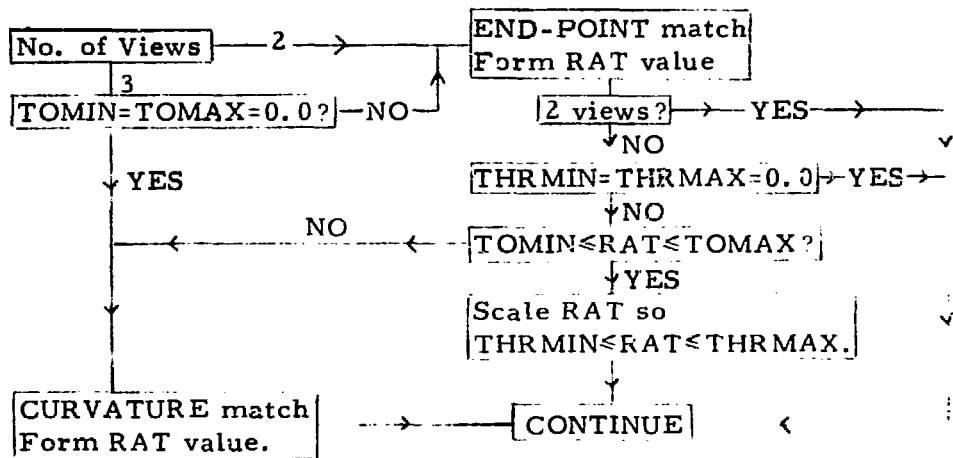 No. of Views
2
END-POINT match
Form RAT value
3
TOMIN=TOMAX=0.0?
NO
2 views?
YES
NO
YES
THRMIN=THRMAX=0.0
YES
NO
NO
TOMIN≤RAT≤TOMAX?
YES
Scale RAT so
THRMIN≤RAT≤THRMAX.
CURVATURE match
Form RAT value.
CONTINUE